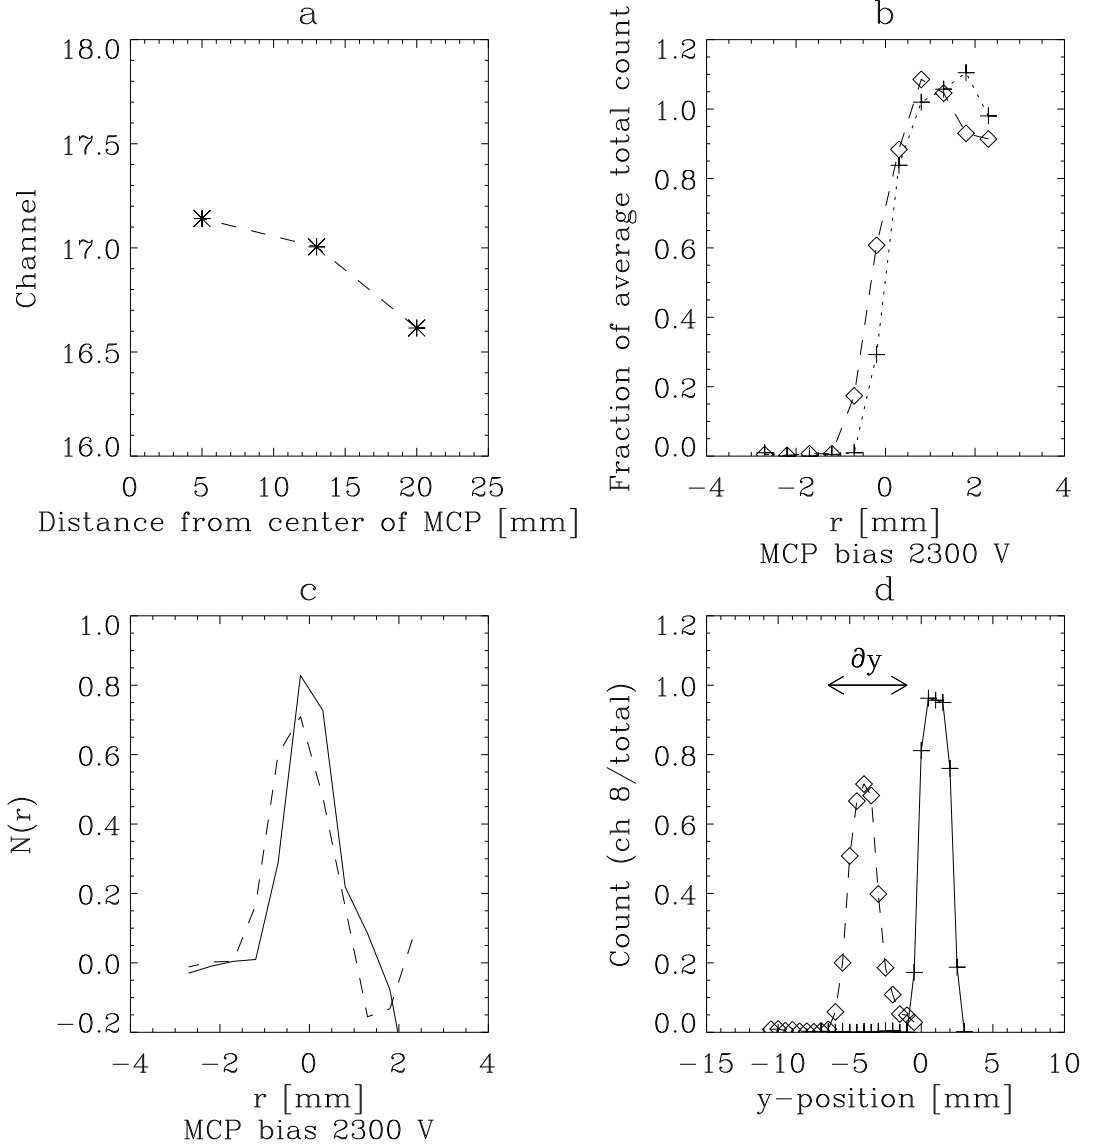 a
18.0
17.5
17.0
16.5
16.0
Channel
0 5 10 15 20 25
Distance from center of MCP [mm]
b
1.2
1.0
0.8
0.6
0.4
0.2
0.0
Fraction of average total count
−4 −2 0 2 4
r [mm]
MCP bias 2300 V
c
1.0
0.8
0.6
0.4
0.2
0.0
−0.2
N(r)
−4 −2 0 2 4
r [mm]
MCP bias 2300 V
d
1.2
1.0
0.8
0.6
0.4
0.2
0.0
Count (ch 8/total)
∂y
−15 −10 −5 0 5 10
y−position [mm]